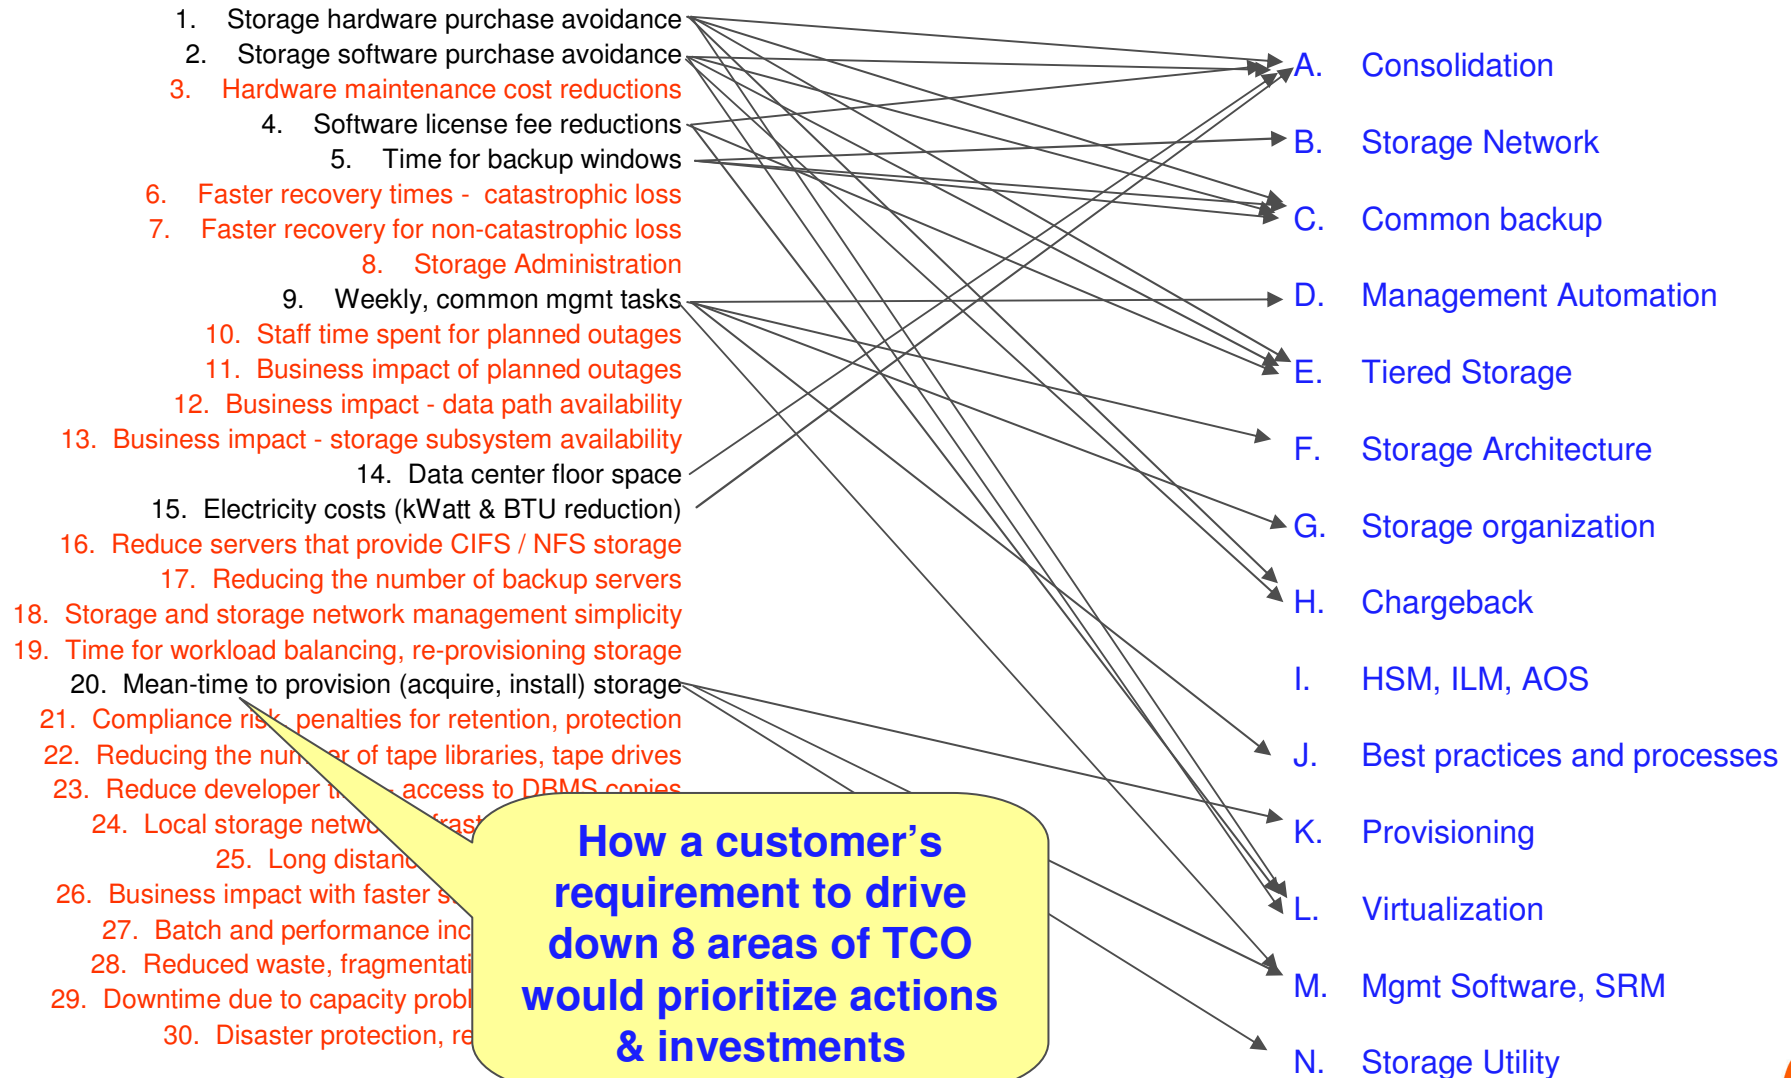 1. Storage hardware purchase avoidance
2. Storage software purchase avoidance
3. Hardware maintenance cost reductions
4. Software license fee reductions
5. Time for backup windows
6. Faster recovery times - catastrophic loss
7. Faster recovery for non-catastrophic loss
8. Storage Administration
9. Weekly, common mgmt tasks
10. Staff time spent for planned outages
11. Business impact of planned outages
12. Business impact - data path availability
13. Business impact - storage subsystem availability
14. Data center floor space
15. Electricity costs (kWatt & BTU reduction)
16. Reduce servers that provide CIFS / NFS storage
17. Reducing the number of backup servers
18. Storage and storage network management simplicity
19. Time for workload balancing, re-provisioning storage
20. Mean-time to provision (acquire, install) storage
21. Compliance risk, penalties for retention, protection
22. Reducing the number of tape libraries, tape drives
23. Reduce developer access to DBMS copies
24. Local storage
25. Long
26. Business impact with faster
27. Batch and performance
28. Reduced waste,
29. Downtime due to capacity
30. Disaster protection,
A. Consolidation
B. Storage Network
C. Common backup
D. Management Automation
E. Tiered Storage
F. Storage Architecture
G. Storage organization
H. Chargeback
I. HSM, ILM, AOS
J. Best practices and processes
K. Provisioning
L. Virtualization
M. Mgmt Software, SRM
N. Storage Utility
How a customer's
requirement to drive
down 8 areas of TCO
would prioritize actions
& investments